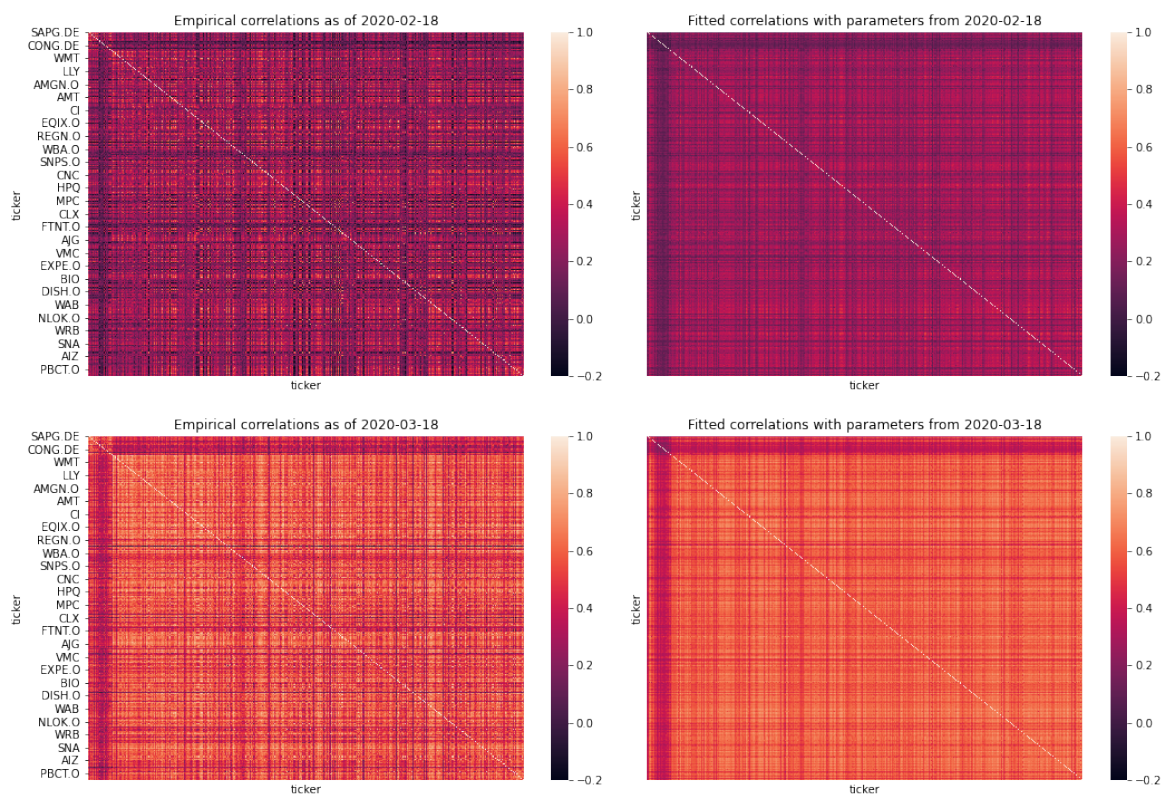 Empirical correlations as of 2020-02-18
SAPG.DE
CONG.DE
WMT
LLY
AMGN.O
AMT
CI
EQIX.O
REGN.O
WBA.O
SNPS.O
CNC
HPQ
MPC
CLX
FTNT.O
AJG
VMC
EXPE.O
BIO
DISH.O
WAB
NLOK.O
WRB
SNA
AIZ
PBCT.O
ticker
ticker
1.0
0.8
0.6
0.4
0.2
0.0
−0.2
Fitted correlations with parameters from 2020-02-18
ticker
ticker
1.0
0.8
0.6
0.4
0.2
0.0
−0.2
Empirical correlations as of 2020-03-18
SAPG.DE
CONG.DE
WMT
LLY
AMGN.O
AMT
CI
EQIX.O
REGN.O
WBA.O
SNPS.O
CNC
HPQ
MPC
CLX
FTNT.O
AJG
VMC
EXPE.O
BIO
DISH.O
WAB
NLOK.O
WRB
SNA
AIZ
PBCT.O
ticker
ticker
1.0
0.8
0.6
0.4
0.2
0.0
−0.2
Fitted correlations with parameters from 2020-03-18
ticker
ticker
1.0
0.8
0.6
0.4
0.2
0.0
−0.2